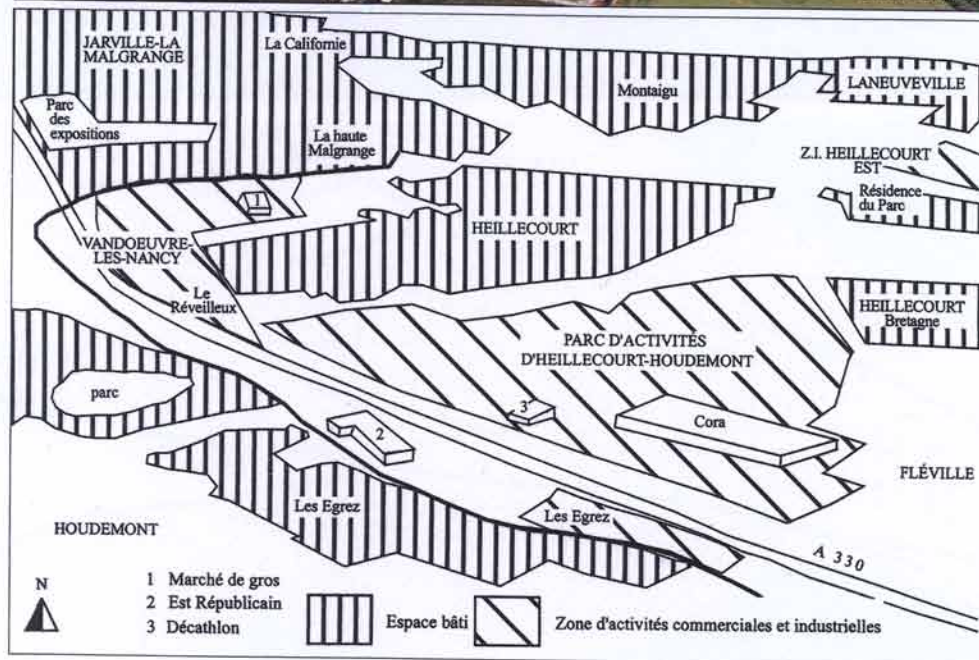 JARVILLE-LA
MALGRANGE
La Californie
Montaigu
LANEUVEVILLE
Parc
des
expositions
La haute
Malgrange
Z.I. HEILLECOURT
EST
Résidence
du Parc
1
HEILLECOURT
VANDOEUVRE-
LES-NANCY
Le
Réveilleux
HEILLECOURT
Bretagne
PARC D'ACTIVITÉS
D'HEILLECOURT-HOUDEMONT
parc
3
2
Cora
FLÉVILLE
Les Egrez
Les Egrez
HOUDEMONT
A 330
N
1 Marché de gros
2 Est Républicain
3 Décathlon
Espace bâti
Zone d'activités commerciales et industrielles